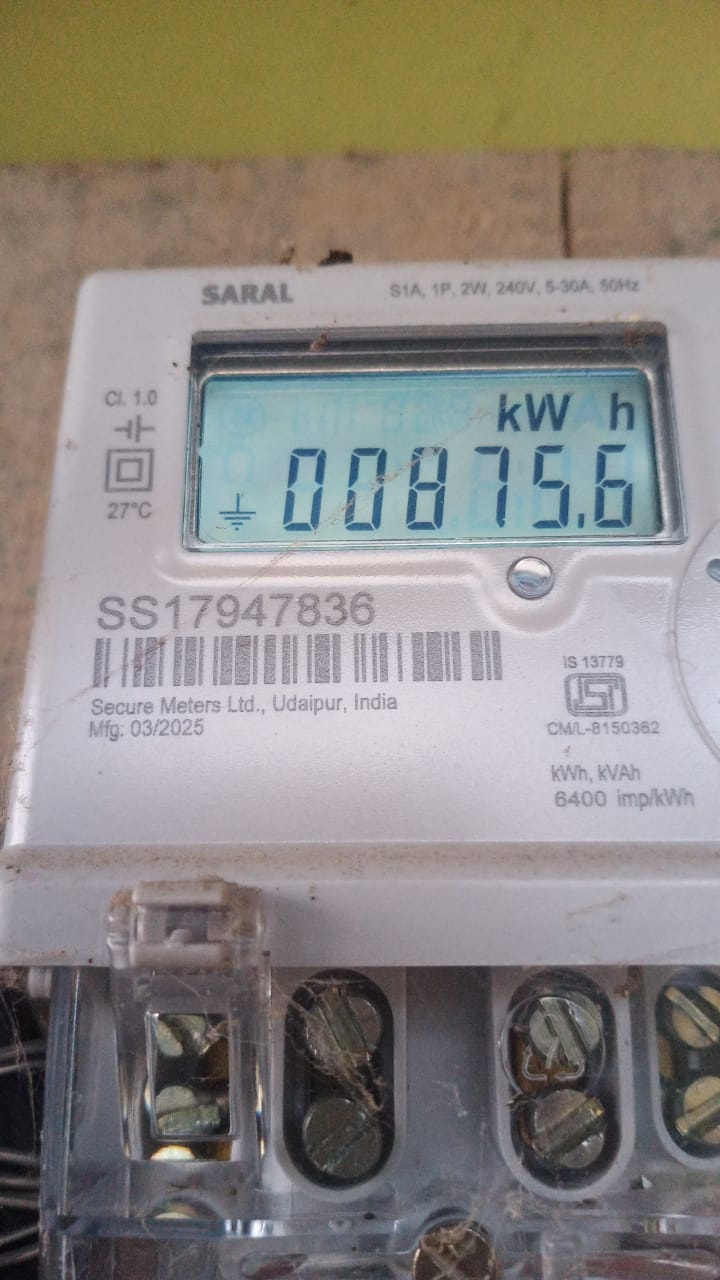 SARAL
S1A, 1P, 2W, 240V, 5-30A, 50Hz
Cl. 1.0
27°C
kW h
00875.6
SS17947836
Secure Meters Ltd., Udaipur, India
Mfg: 03/2025
IS 13779
ISI
CM/L-8150362
kWh, kVAh
6400 imp/kWh